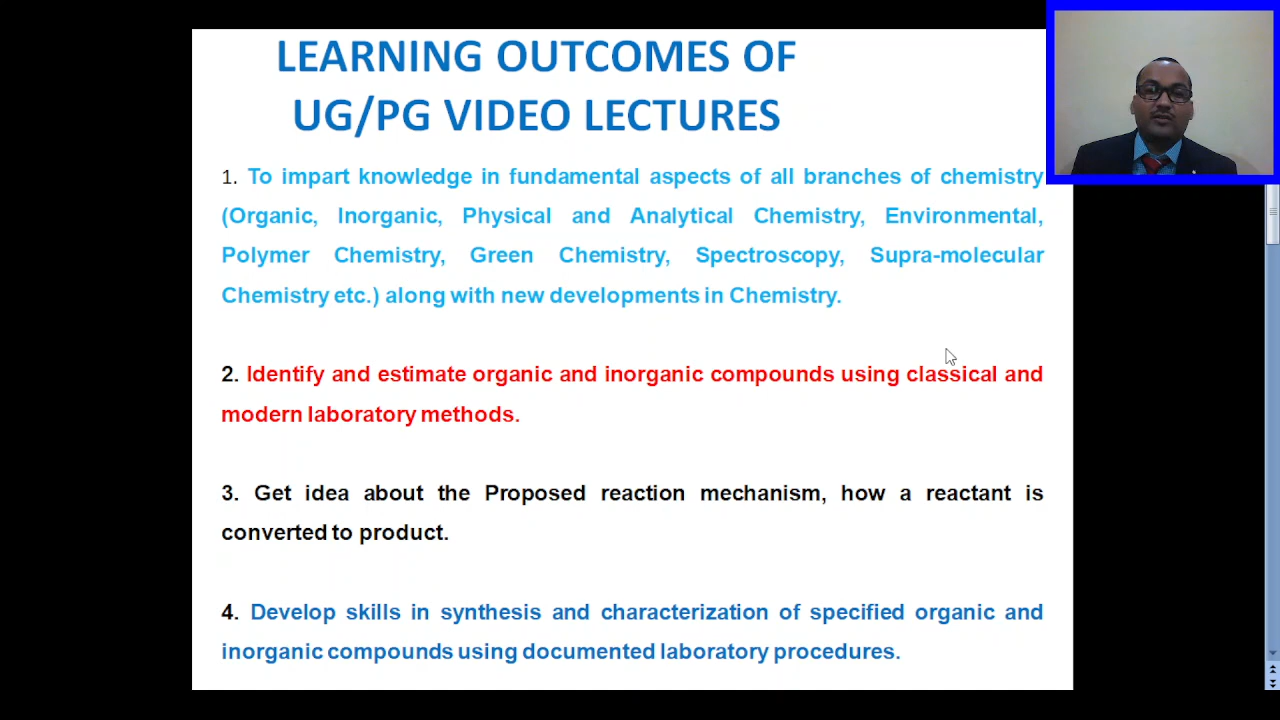 LEARNING OUTCOMES OF
UG/PG VIDEO LECTURES
1. To impart knowledge in fundamental aspects of all branches of chemistry
(Organic, Inorganic, Physical and Analytical Chemistry, Environmental,
Polymer Chemistry, Green Chemistry, Spectroscopy, Supra-molecular
Chemistry etc.) along with new developments in Chemistry.
2. Identify and estimate organic and inorganic compounds using classical and
modern laboratory methods.
3. Get idea about the Proposed reaction mechanism, how a reactant is
converted to product.
4. Develop skills in synthesis and characterization of specified organic and
inorganic compounds using documented laboratory procedures.